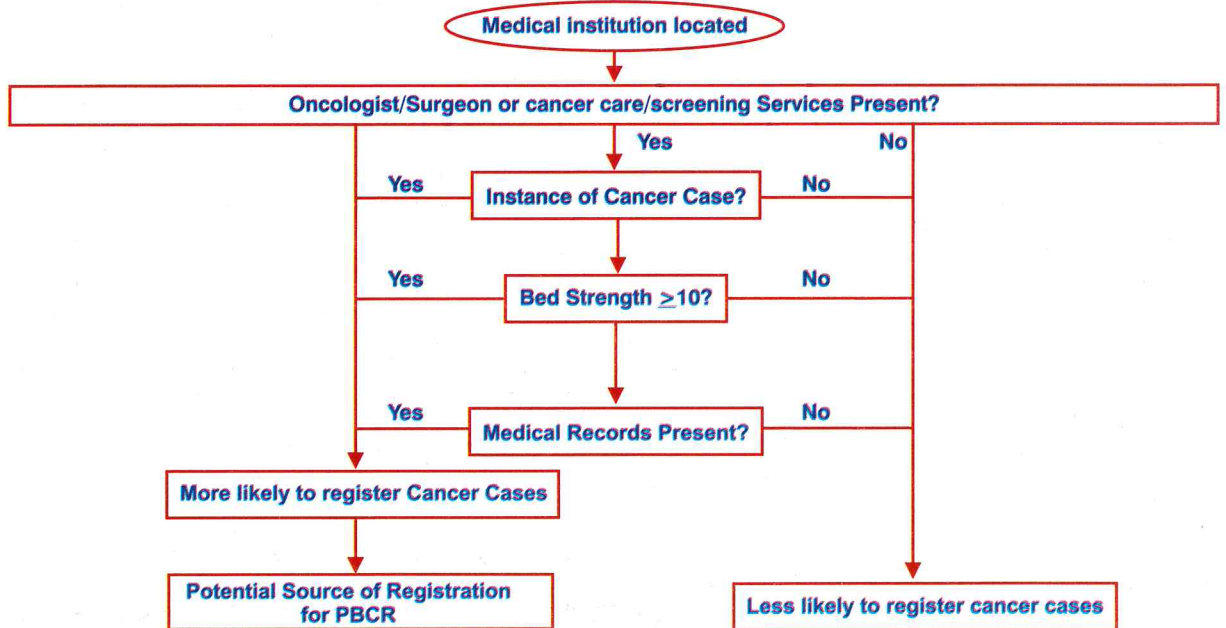 Medical institution located
Oncologist/Surgeon or cancer care/screening Services Present?
Yes
No
Yes
Instance of Cancer Case?
No
Yes
Bed Strength ≥10?
No
Yes
Medical Records Present?
No
More likely to register Cancer Cases
Potential Source of Registration
for PBCR
Less likely to register cancer cases